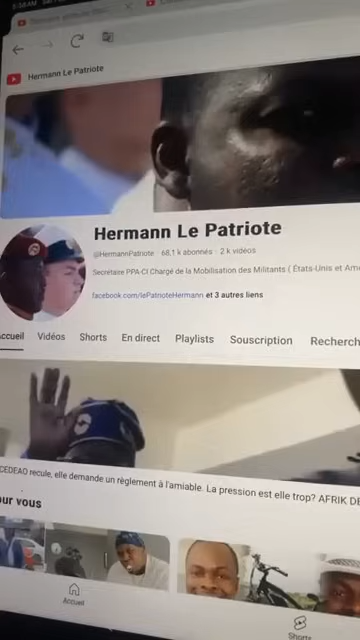 Hermann Le Patriote
Hermann Le Patriote
@HermannPatriote · 68,1 k abonnés · 2 k vidéos
Secrétaire PPA-CI Chargé de la Mobilisation des Militants ( États-Unis et Am
facebook.com/lePatrioteHermann et 3 autres liens
ccueil Vidéos Shorts En direct Playlists Souscription Recherch
CEDEAO recule, elle demande un règlement à l'amiable. La pression est elle trop? AFRIK DE
our vous
Accueil
Shorts